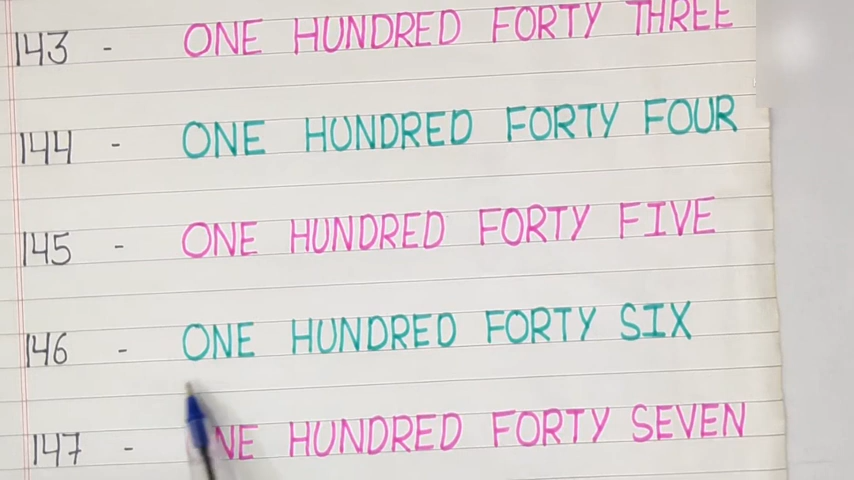 143 - ONE HUNDRED FORTY THREE
144 - ONE HUNDRED FORTY FOUR
145 - ONE HUNDRED FORTY FIVE
146 - ONE HUNDRED FORTY SIX
147 - ONE HUNDRED FORTY SEVEN